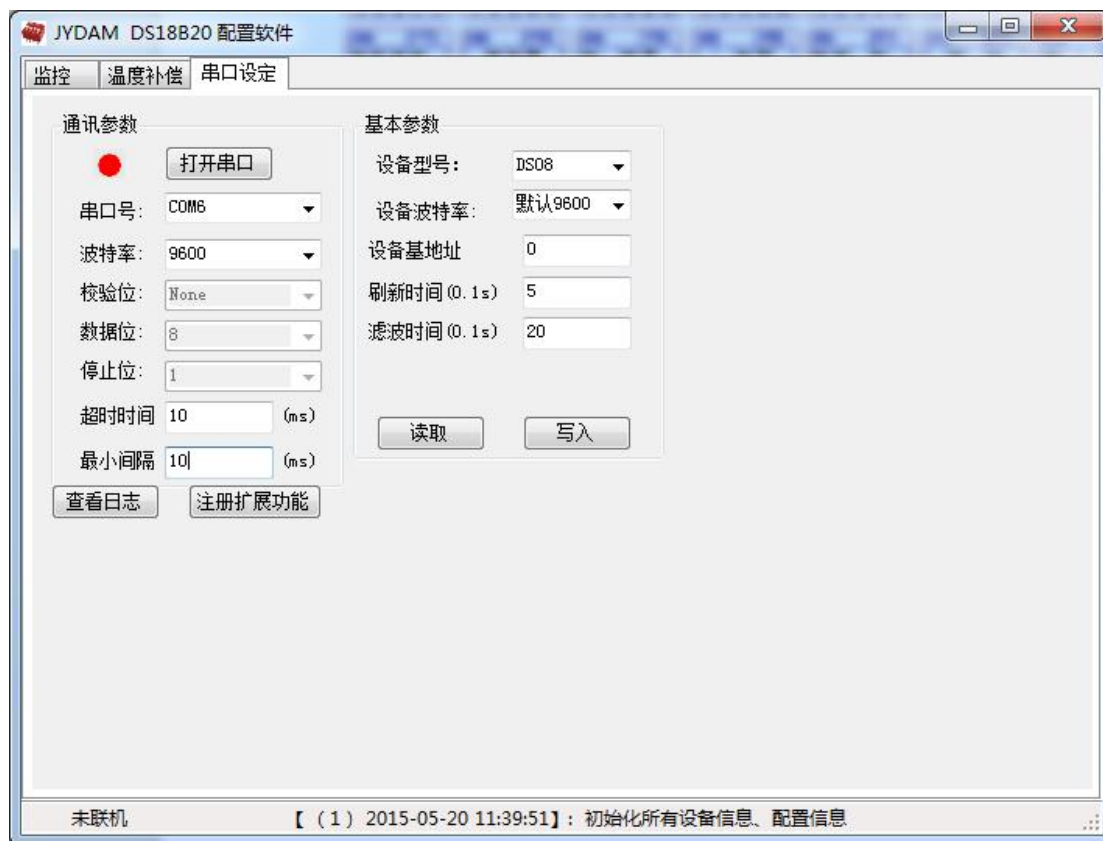 JYDAM DS18B20 配置软件
监控 温度补偿 串口设定
通讯参数
打开串口
串口号: COM6
波特率: 9600
校验位: None
数据位: 8
停止位: 1
超时时间 10 (ms)
最小间隔 10 (ms)
查看日志 注册扩展功能
基本参数
设备型号: DS08
设备波特率: 默认9600
设备基地址 0
刷新时间(0.1s) 5
滤波时间(0.1s) 20
读取 写入
未联机 【 (1) 2015-05-20 11:39:51】: 初始化所有设备信息、配置信息